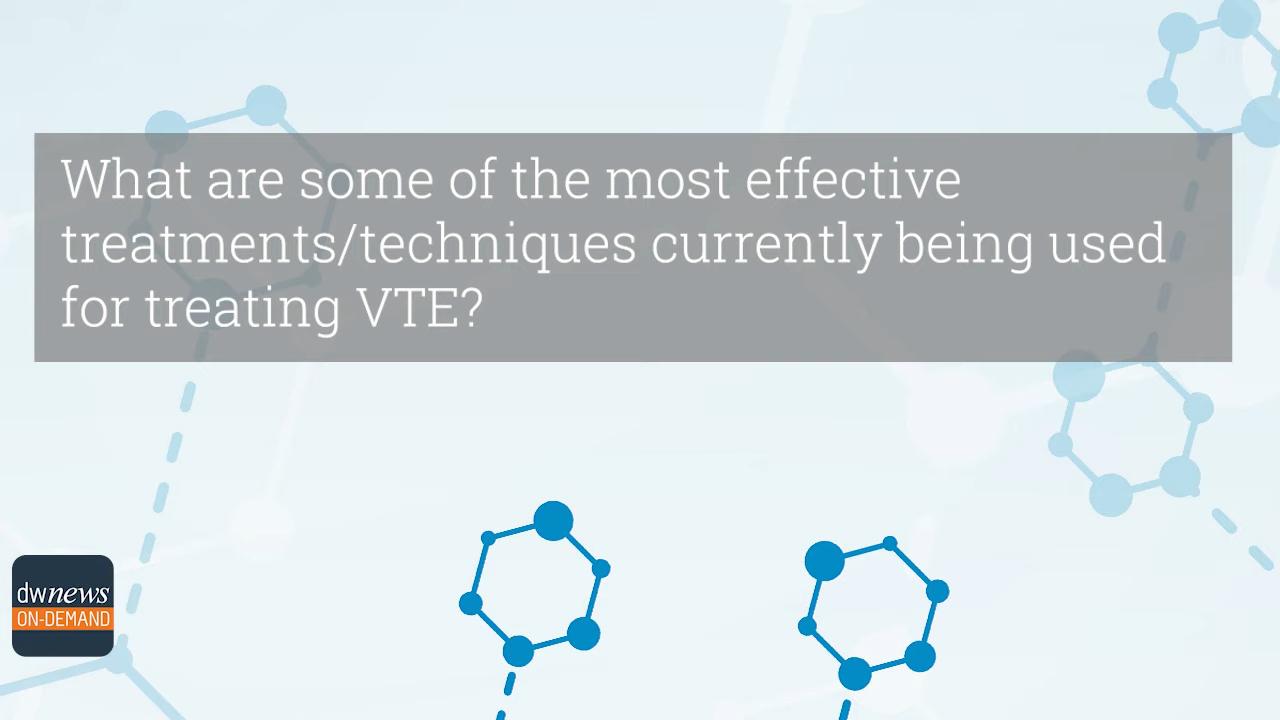 What are some of the most effective
treatments/techniques currently being used
for treating VTE?
dwnews
ON-DEMAND